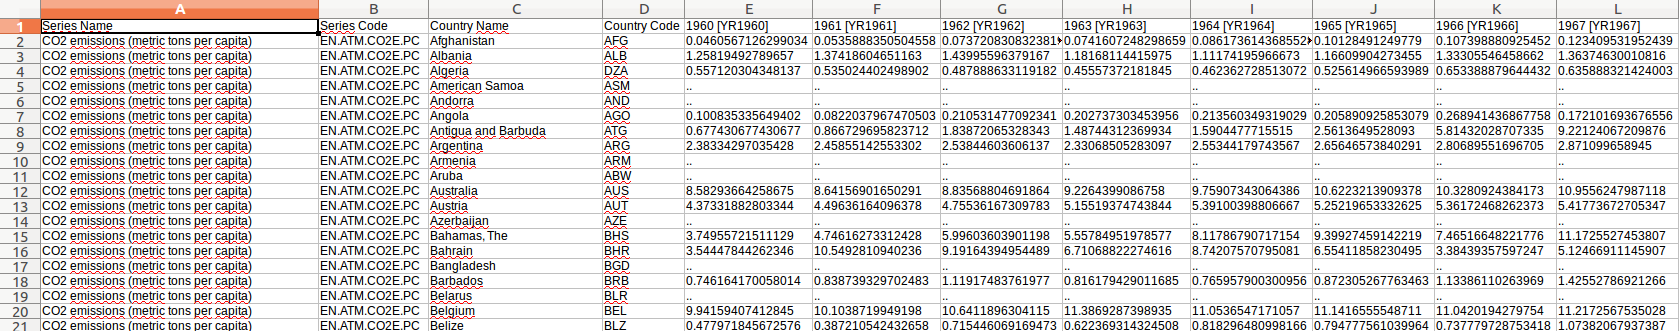 A B C D E F G H I J K L
1 Series Name Series Code Country Name Country Code 1960 [YR1960] 1961 [YR1961] 1962 [YR1962] 1963 [YR1963] 1964 [YR1964] 1965 [YR1965] 1966 [YR1966] 1967 [YR1967]
2 CO2 emissions (metric tons per capita) EN.ATM.CO2E.PC Afghanistan AFG 0.0460567126299034 0.0535888350504558 0.073720830832381 0.0741607248298659 0.086173614368552 0.10128491249779 0.107398880925452 0.123409531952439
3 CO2 emissions (metric tons per capita) EN.ATM.CO2E.PC Albania ALB 1.25819492789657 1.37418604651163 1.43995596379167 1.18168114415975 1.11174195966673 1.16609904273455 1.33305546458662 1.36374630010816
4 CO2 emissions (metric tons per capita) EN.ATM.CO2E.PC Algeria DZA 0.557120304348137 0.535024402498902 0.487888633119182 0.45557372181845 0.462362728513072 0.525614966593989 0.653388879644432 0.635888321424003
5 CO2 emissions (metric tons per capita) EN.ATM.CO2E.PC American Samoa ASM .. .. .. .. .. .. .. ..
6 CO2 emissions (metric tons per capita) EN.ATM.CO2E.PC Andorra AND .. .. .. .. .. .. .. ..
7 CO2 emissions (metric tons per capita) EN.ATM.CO2E.PC Angola AGO 0.100835335649402 0.0822037967470503 0.210531477092341 0.202737303453956 0.213560349319029 0.205890925853079 0.268941436867758 0.172101693676556
8 CO2 emissions (metric tons per capita) EN.ATM.CO2E.PC Antigua and Barbuda ATG 0.677430677430677 0.866729695823712 1.83872065328343 1.48744312369934 1.5904477715515 2.5613649528093 5.81432028707335 9.22124067209876
9 CO2 emissions (metric tons per capita) EN.ATM.CO2E.PC Argentina ARG 2.38334297035428 2.45855142553302 2.53844603606137 2.33068505283097 2.55344179743567 2.65646573840291 2.80689551696705 2.871099658945
10 CO2 emissions (metric tons per capita) EN.ATM.CO2E.PC Armenia ARM .. .. .. .. .. .. .. ..
11 CO2 emissions (metric tons per capita) EN.ATM.CO2E.PC Aruba ABW .. .. .. .. .. .. .. ..
12 CO2 emissions (metric tons per capita) EN.ATM.CO2E.PC Australia AUS 8.58293664258675 8.64156901650291 8.83568804691864 9.2264399086758 9.75907343064386 10.6223213909378 10.3280924384173 10.9556247987118
13 CO2 emissions (metric tons per capita) EN.ATM.CO2E.PC Austria AUT 4.37331882803344 4.49636164096378 4.75536167309783 5.15519374743844 5.39100398806667 5.25219653332625 5.36172468262373 5.41773672705347
14 CO2 emissions (metric tons per capita) EN.ATM.CO2E.PC Azerbaijan AZE .. .. .. .. .. .. .. ..
15 CO2 emissions (metric tons per capita) EN.ATM.CO2E.PC Bahamas, The BHS 3.74955721511129 4.74616273312428 5.99603603901198 5.55784951978577 8.11786790717154 9.39927459142219 7.46516648221776 11.1725527453807
16 CO2 emissions (metric tons per capita) EN.ATM.CO2E.PC Bahrain BHR 3.54447844262346 10.5492810940236 9.19164394954489 6.71068822274616 8.74207570795081 6.55411858230495 3.38439357597247 5.12466911145907
17 CO2 emissions (metric tons per capita) EN.ATM.CO2E.PC Bangladesh BGD .. .. .. .. .. .. .. ..
18 CO2 emissions (metric tons per capita) EN.ATM.CO2E.PC Barbados BRB 0.746164170058014 0.838739329702483 1.11917483761977 0.816179429011685 0.765957900300956 0.872305267763463 1.13386110263979 1.42552786921266
19 CO2 emissions (metric tons per capita) EN.ATM.CO2E.PC Belarus BLR .. .. .. .. .. .. .. ..
20 CO2 emissions (metric tons per capita) EN.ATM.CO2E.PC Belgium BEL 9.94159407412845 10.1038719949198 10.6411896304115 11.3869287398935 11.0536547171057 11.1416555548711 11.0420194279754 11.2172567535028
21 CO2 emissions (metric tons per capita) EN.ATM.CO2E.PC Belize BLZ 0.477971845672576 0.387210542432658 0.715446069169473 0.622369314324508 0.818296480998166 0.794777561039964 0.737779728753418 1.07382067937387